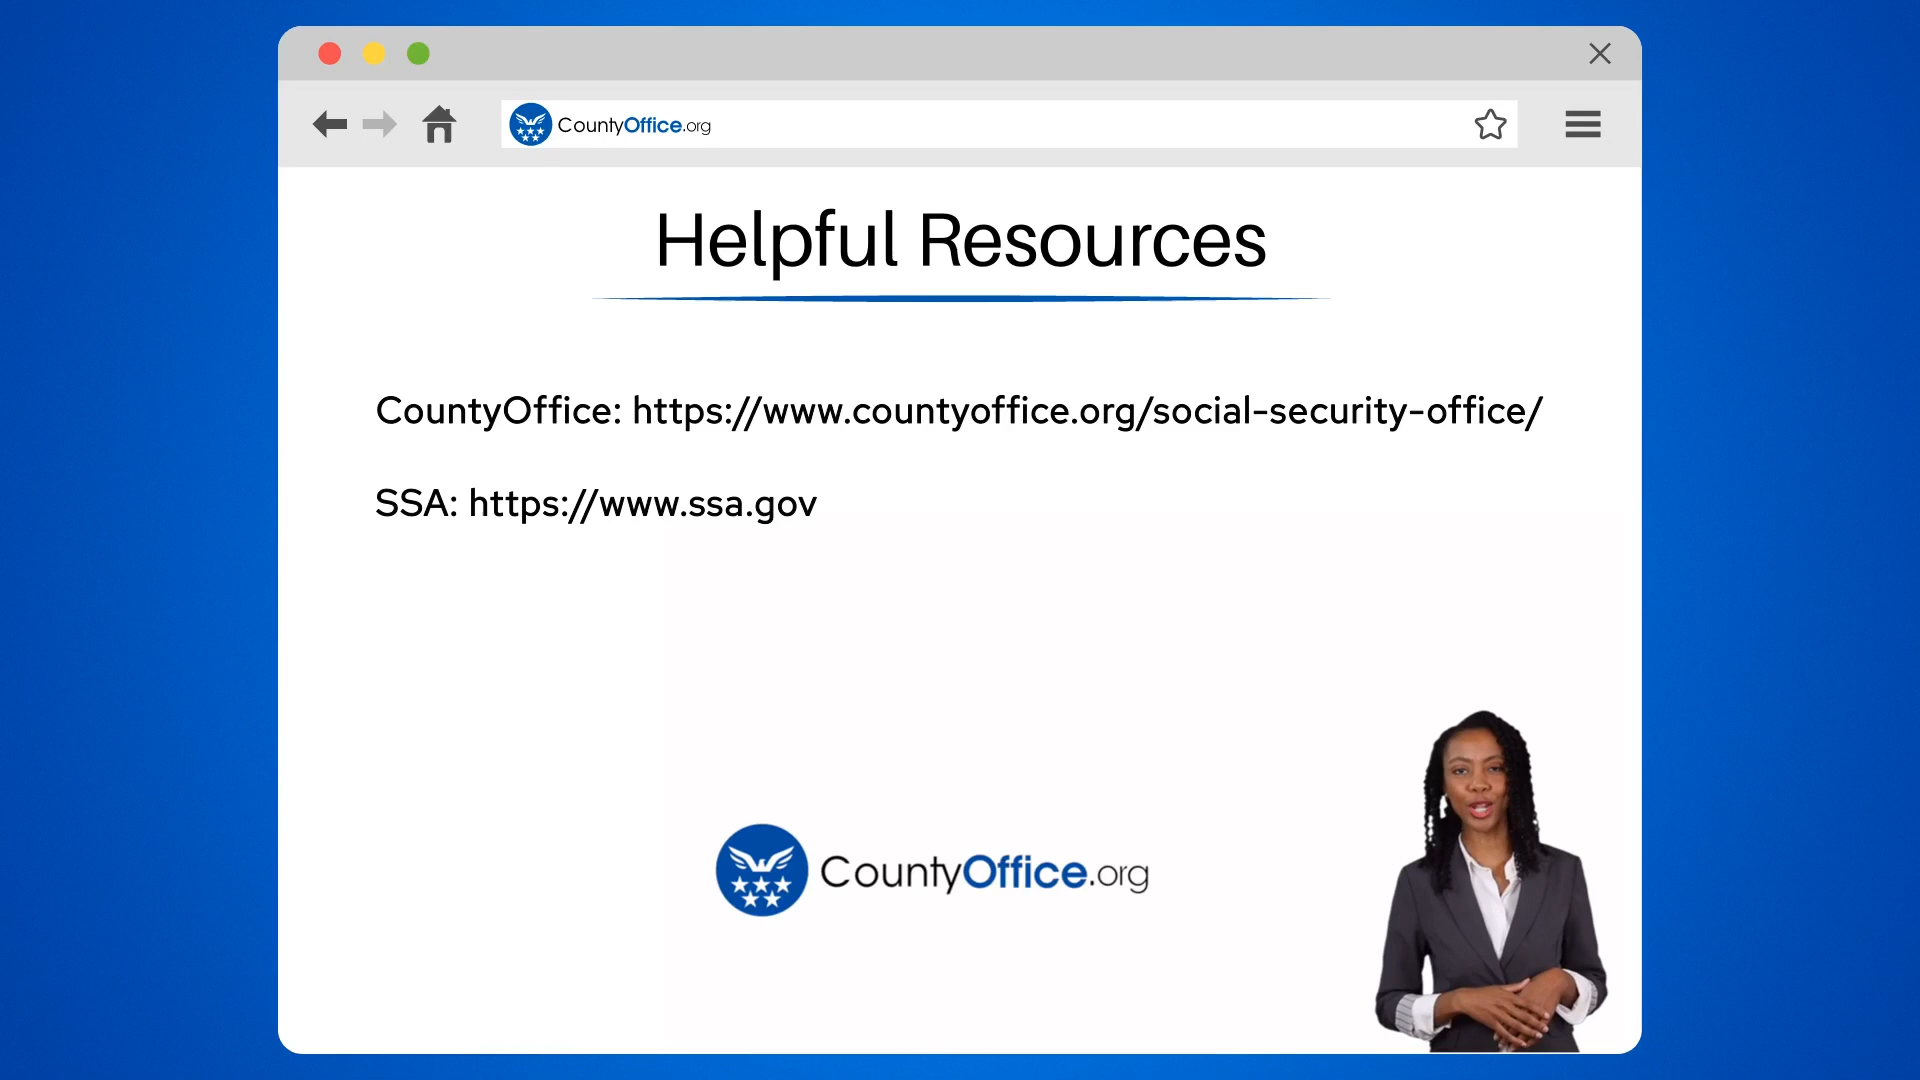 CountyOffice.org
Helpful Resources
CountyOffice: https://www.countyoffice.org/social-security-office/
SSA: https://www.ssa.gov
CountyOffice.org